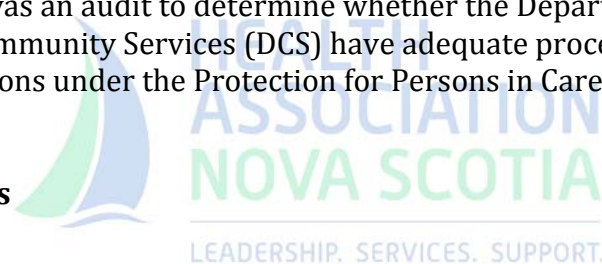 was an audit to determine whether the Depart
mmunity Services (DCS) have adequate proce
ons under the Protection for Persons in Care
s
HEALTH
ASSOCIATION
NOVA SCOTIA
LEADERSHIP. SERVICES. SUPPORT.